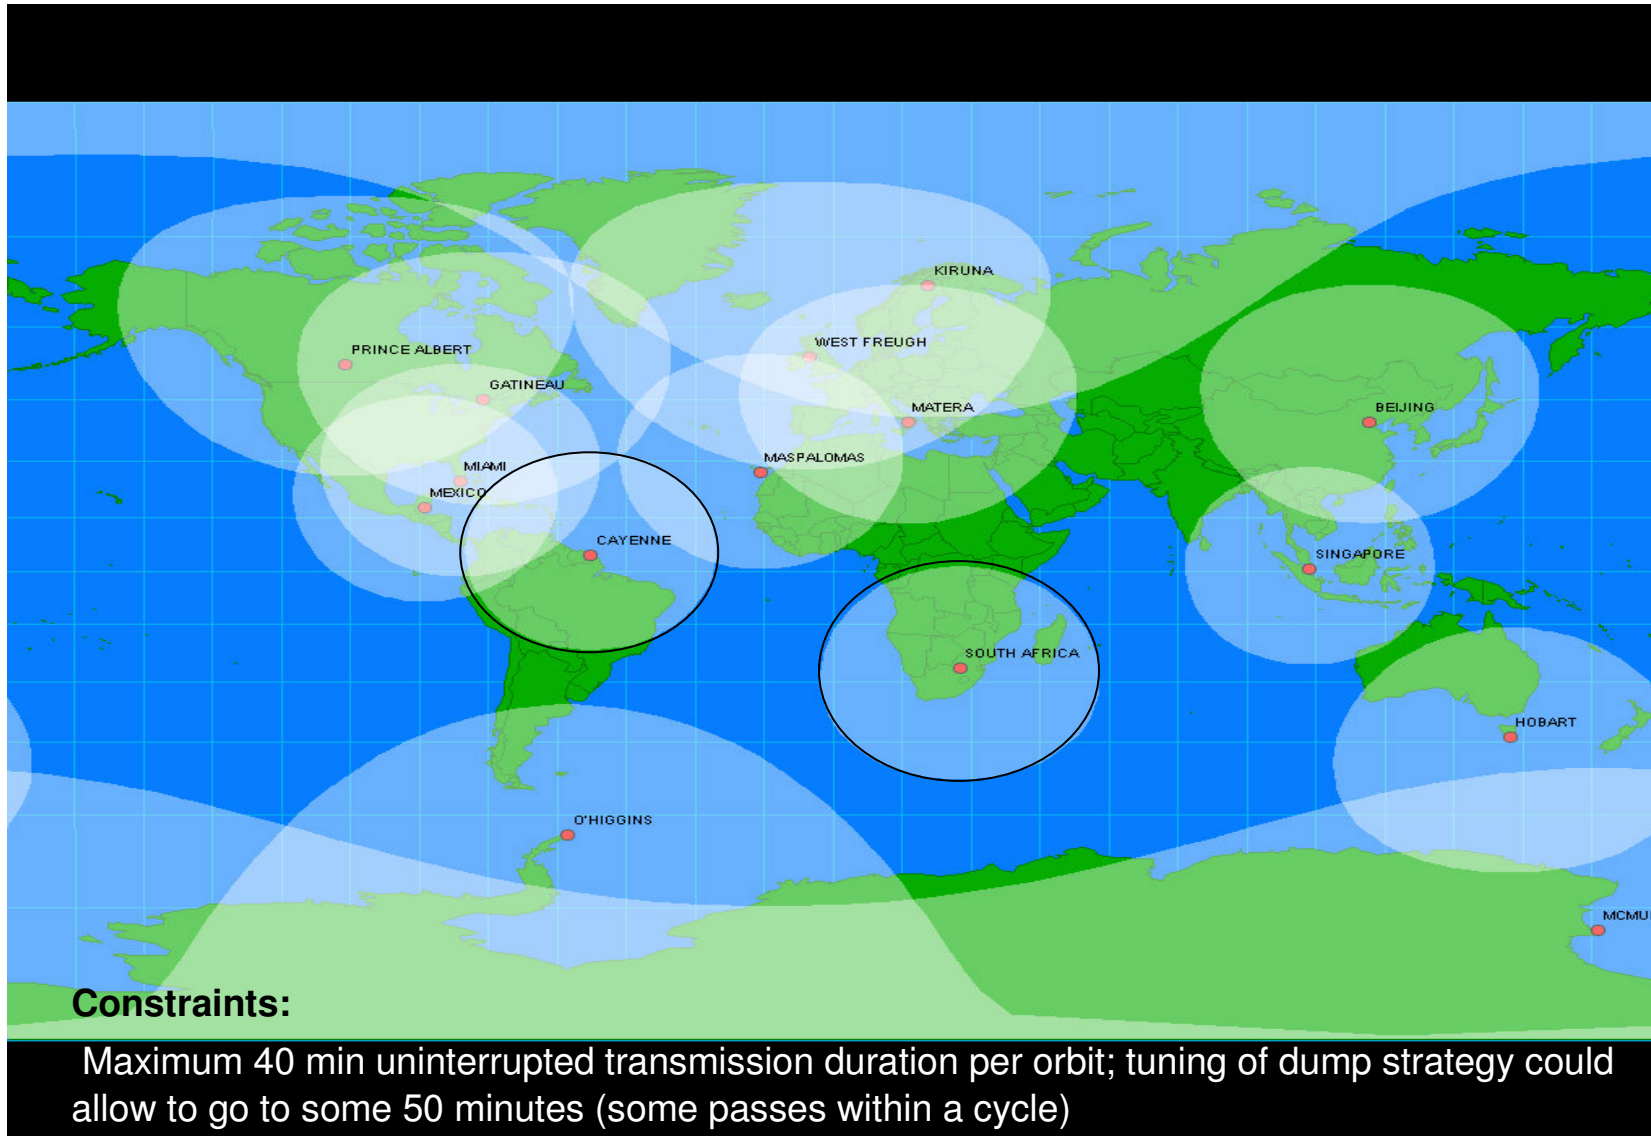 KIRUNA
WEST FREUGH
PRINCE ALBERT
GATINEAU
MATERA
BEIJING
MASPALOMAS
MIAMI
MEXICO
CAYENNE
SINGAPORE
SOUTH AFRICA
HOBART
O'HIGGINS
MCMU
Constraints:
Maximum 40 min uninterrupted transmission duration per orbit; tuning of dump strategy could
allow to go to some 50 minutes (some passes within a cycle)